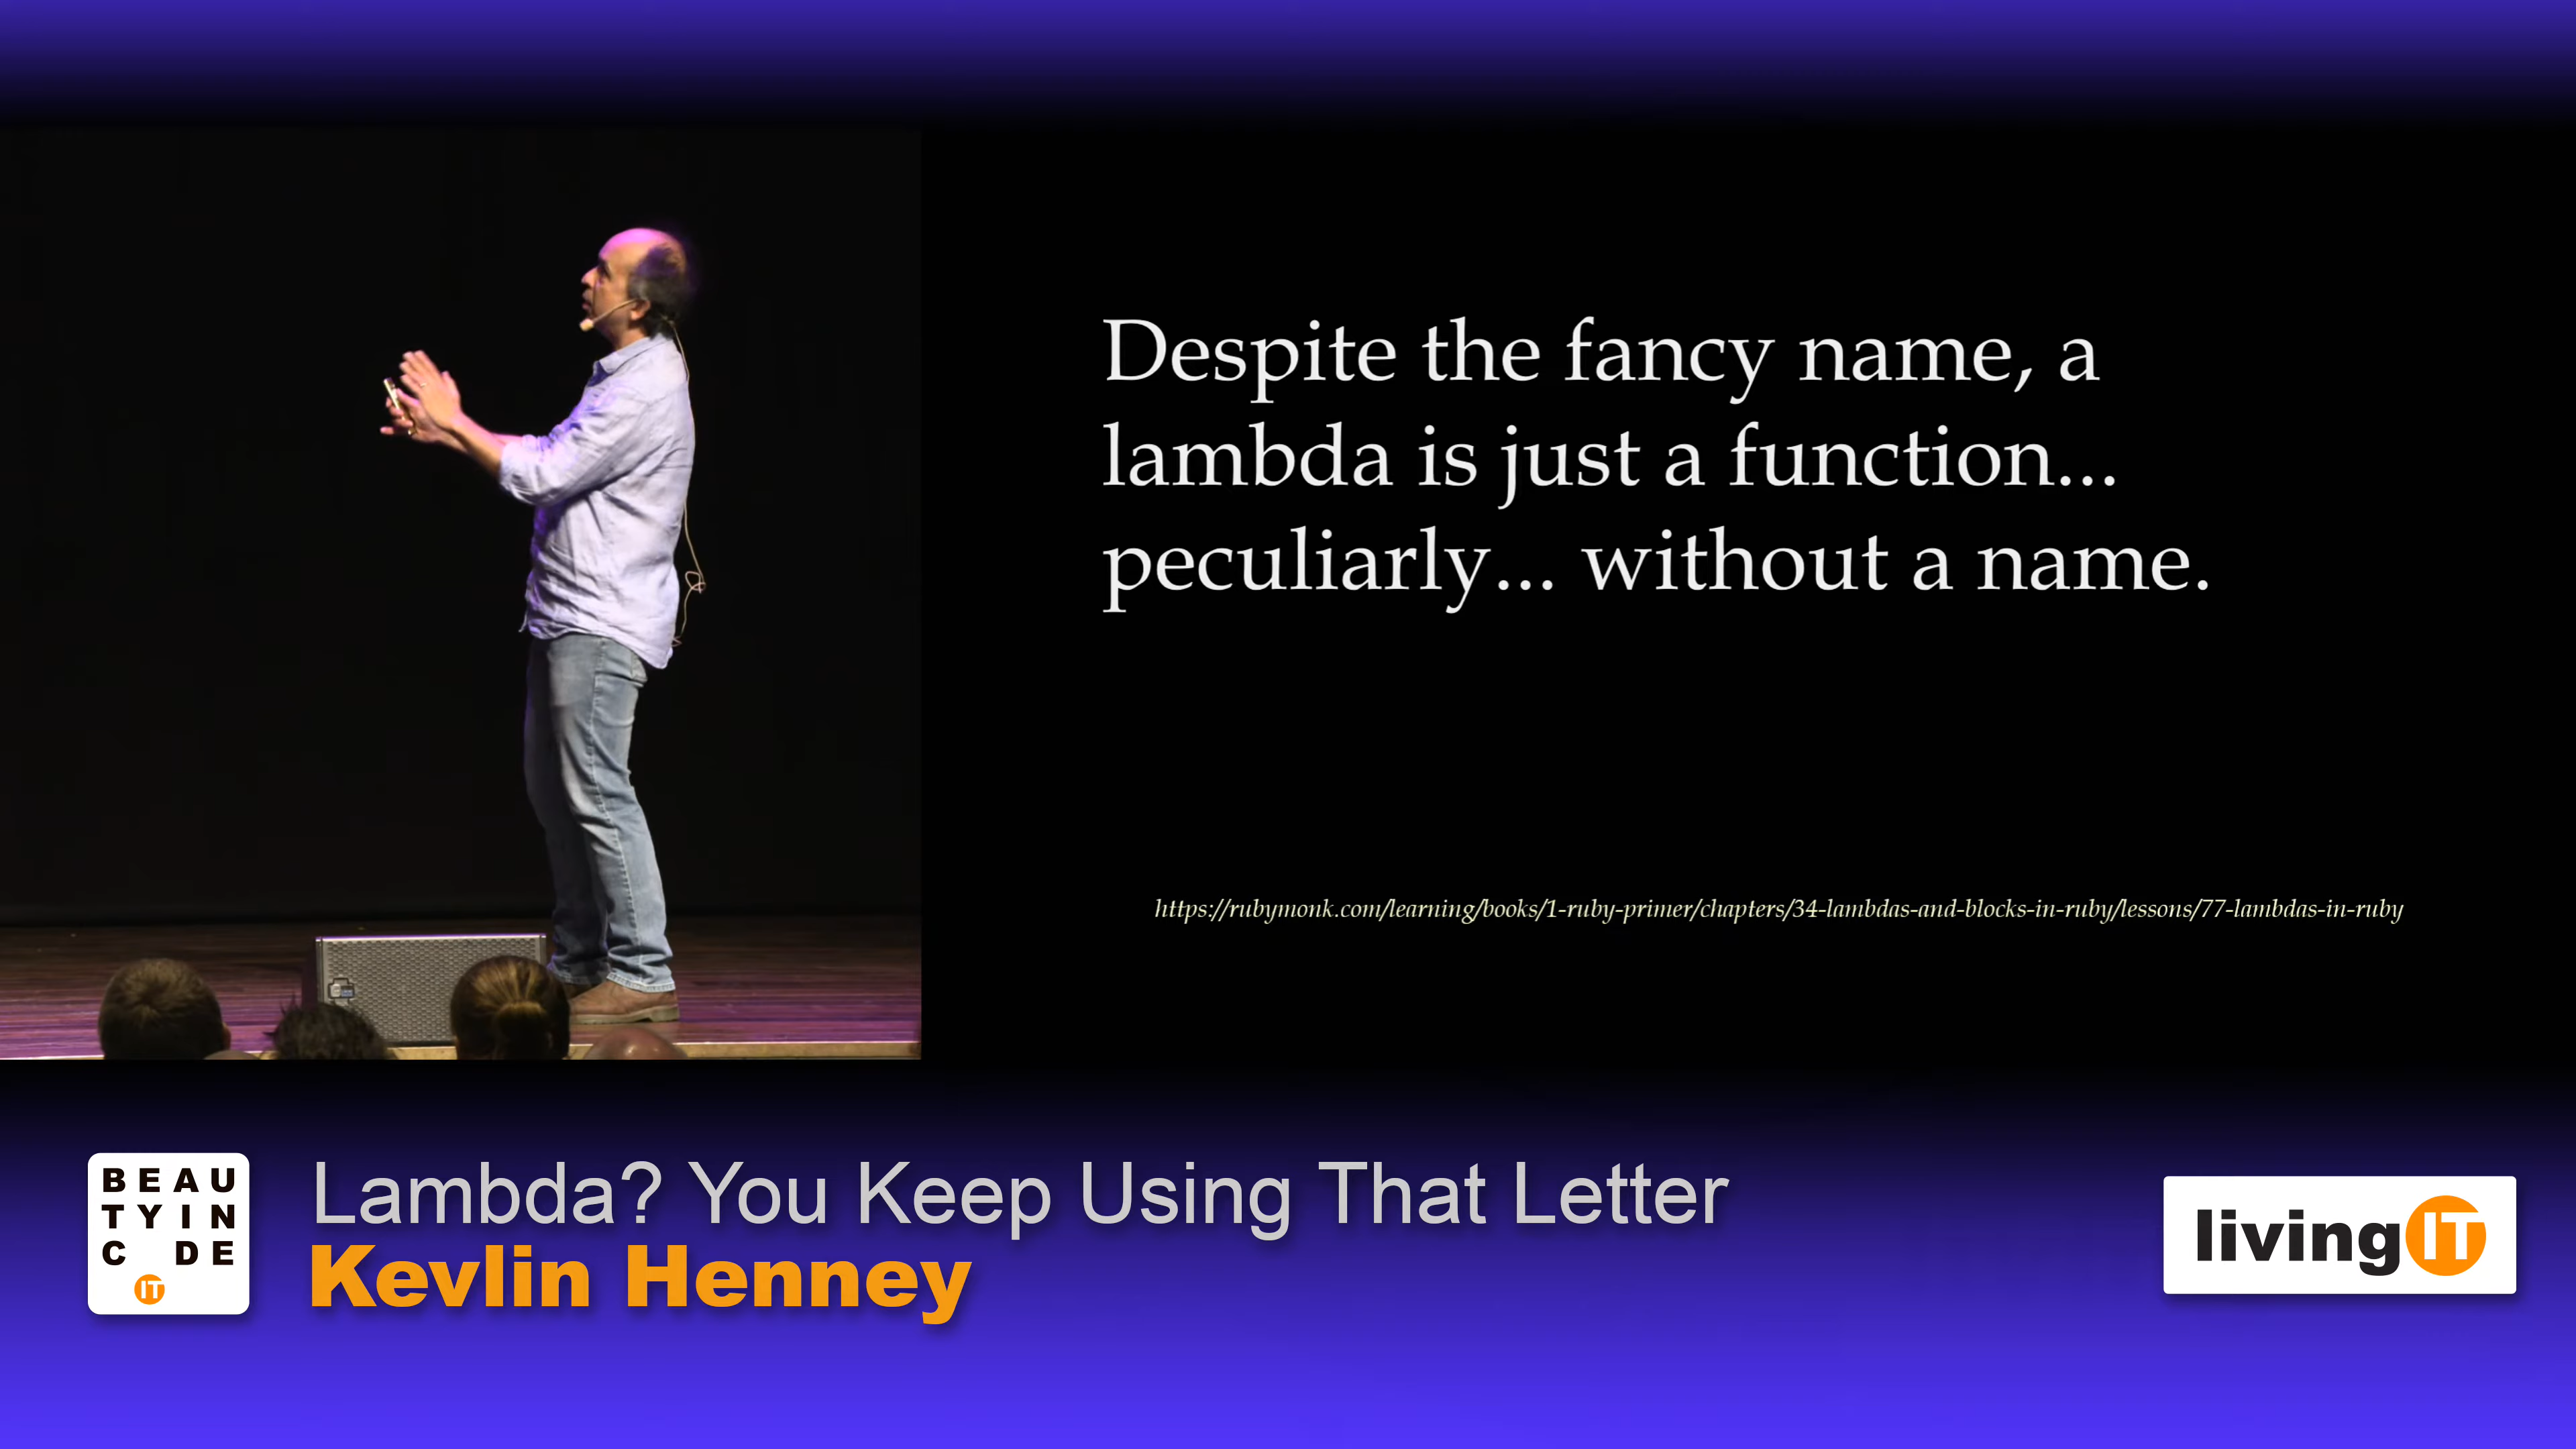 Despite the fancy name, a
lambda is just a function...
peculiarly... without a name.
https://rubymonk.com/learning/books/1-ruby-primer/chapters/34-lambdas-and-blocks-in-ruby/lessons/77-lambdas-in-ruby
BEAU
TYIN
C DE
IT
Lambda? You Keep Using That Letter
Kevlin Henney
livingIT